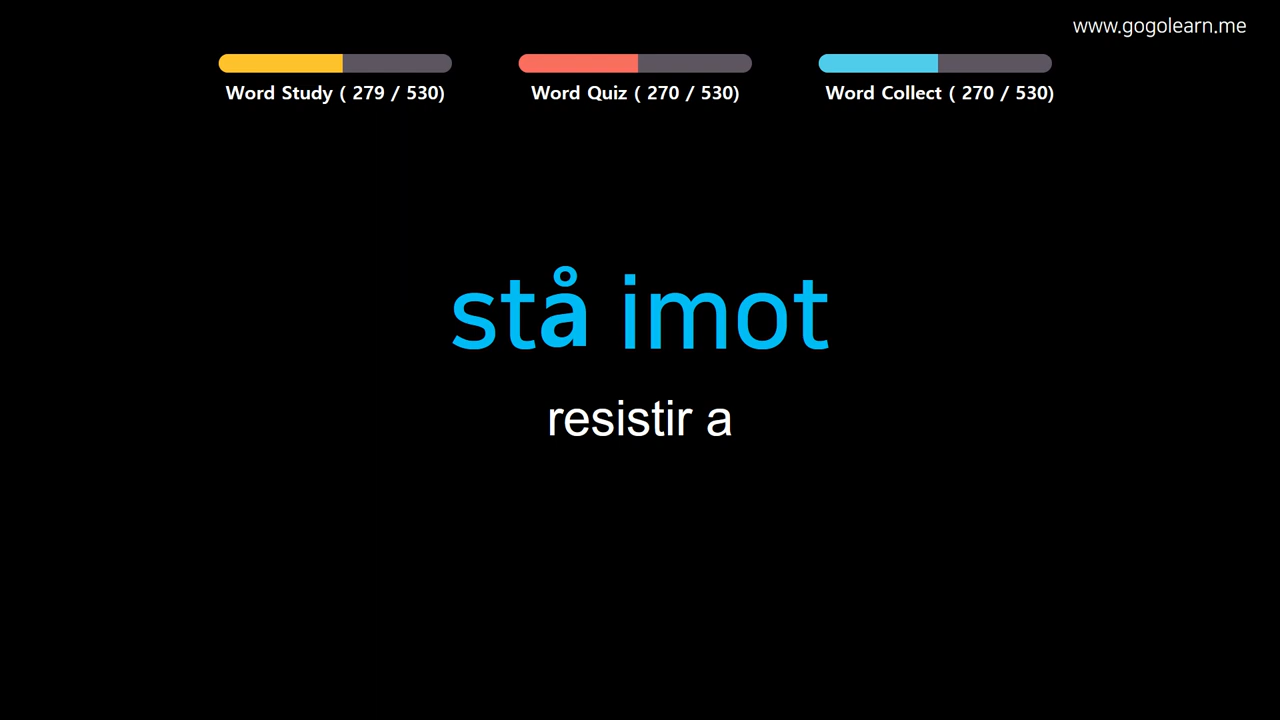 www.gogolearn.me
Word Study ( 279 / 530)
Word Quiz ( 270 / 530)
Word Collect ( 270 / 530)
stå imot
resistir a